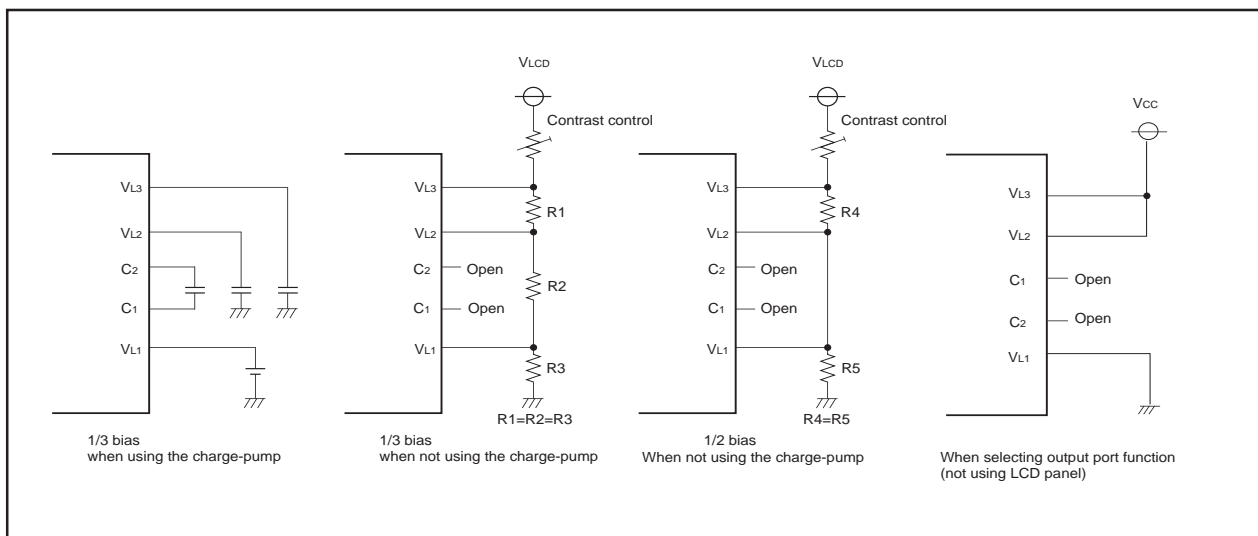 VL3
VL2
C2
C1
VL1
1/3 bias
when using the charge-pump
VLCD
Contrast control
VL3
R1
VL2
C2
Open
R2
C1
Open
VL1
R3
R1=R2=R3
1/3 bias
when not using the charge-pump
VLCD
Contrast control
VL3
R4
VL2
C2
Open
C1
Open
VL1
R5
R4=R5
1/2 bias
When not using the charge-pump
VCC
VL3
VL2
C1
Open
C2
Open
VL1
When selecting output port function
(not using LCD panel)